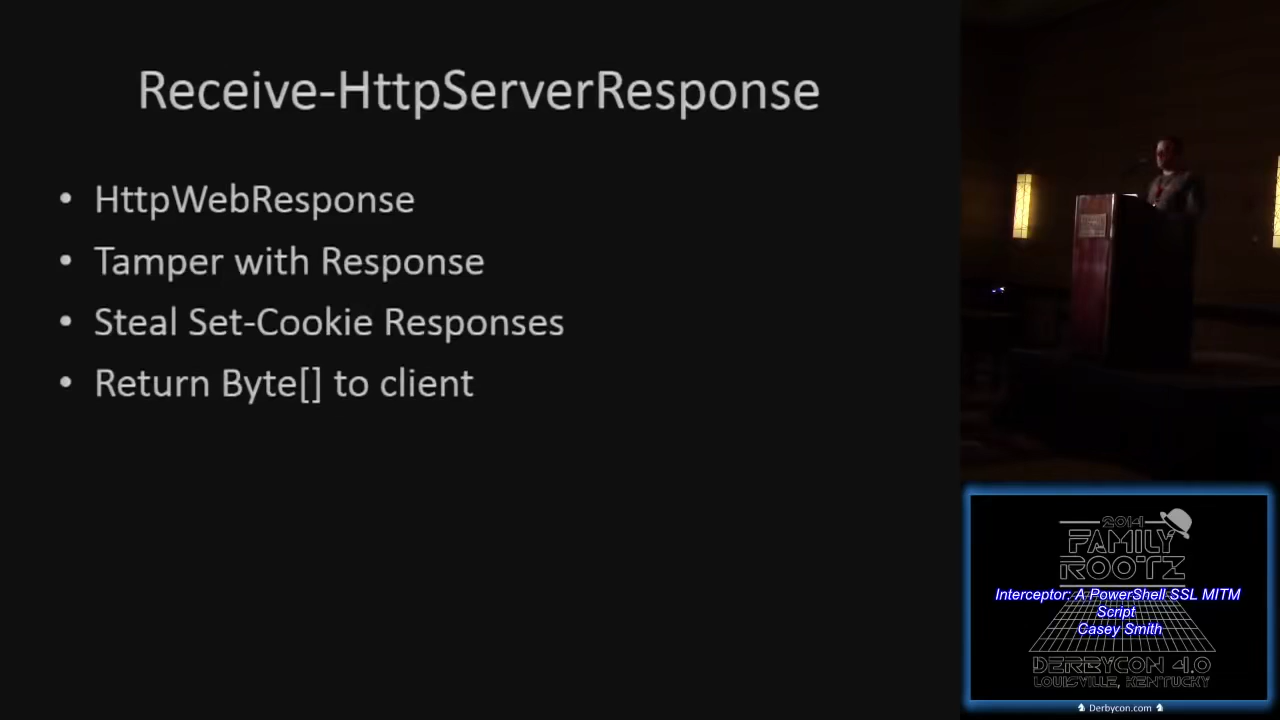 Receive-HttpServerResponse
• HttpWebResponse
• Tamper with Response
• Steal Set-Cookie Responses
• Return Byte[] to client
2014
FAMILY
ROOTZ
Interceptor: A PowerShell SSL MITM
Script
Casey Smith
DERBYCON 4.0
LOUISVILLE, KENTUCKY
Derbycon.com